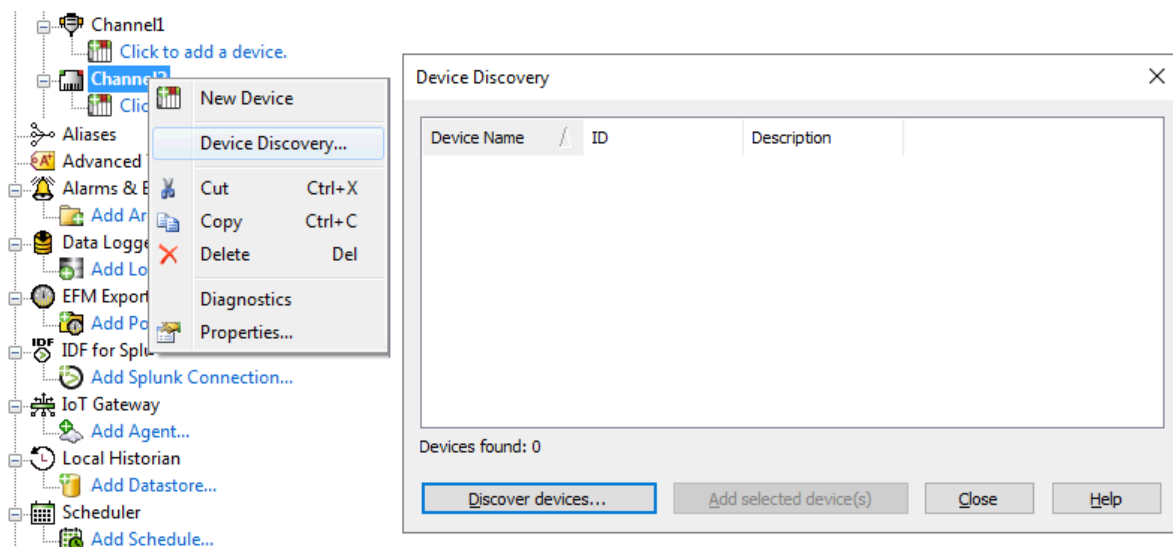 Channel1
Click to add a device.
Channel2
Clic
Aliases
Advanced
Alarms & E
Add Ar
Data Logge
Add Lo
EFM Export
Add Po
IDF for Splu
Add Splunk Connection...
IoT Gateway
Add Agent...
Local Historian
Add Datastore...
Scheduler
Add Schedule...
New Device
Device Discovery...
Cut Ctrl+X
Copy Ctrl+C
Delete Del
Diagnostics
Properties...
Device Discovery
Device Name ID Description
Devices found: 0
Discover devices... Add selected device(s) Close Help